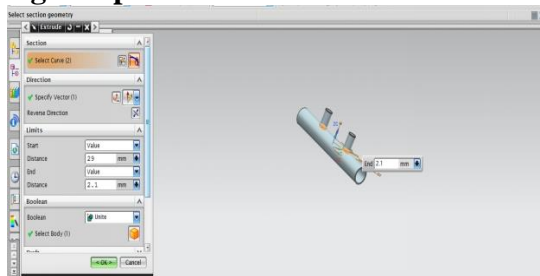 Select section geometry
Extrude
Section
Select Curve (2)
Direction
Specify Vector (1)
Reverse Direction
Limits
Start Value
Distance 29 mm
End Value
Distance 2.1 mm
Boolean
Boolean Unite
Select Body (1)
<OK> Cancel
End 2.1 mm